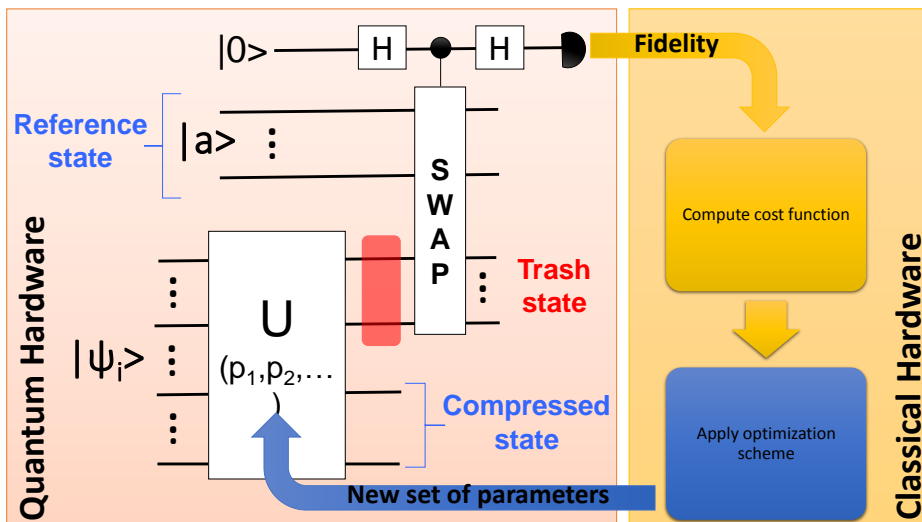 |0>
H
H
Fidelity
Reference
state
|a>
⋮
S
W
A
P
Compute cost function
Quantum Hardware
Classical Hardware
⋮
⋮
Trash
state
U
(p₁,p₂,…
)
|ψᵢ>
⋮
⋮
Compressed
state
Apply optimization
scheme
New set of parameters